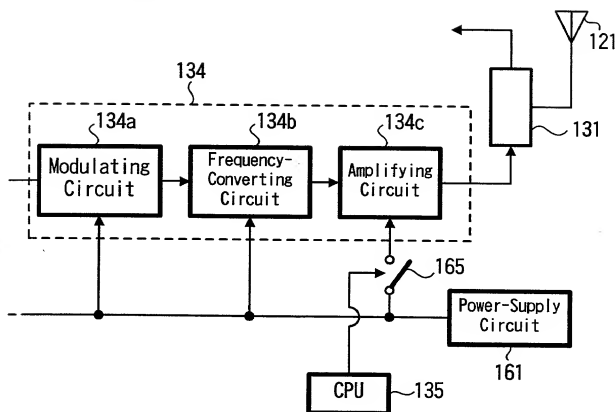 121
134
131
134a
134b
134c
Modulating
Circuit
Frequency-
Converting
Circuit
Amplifying
Circuit
165
Power-Supply
Circuit
161
CPU
135